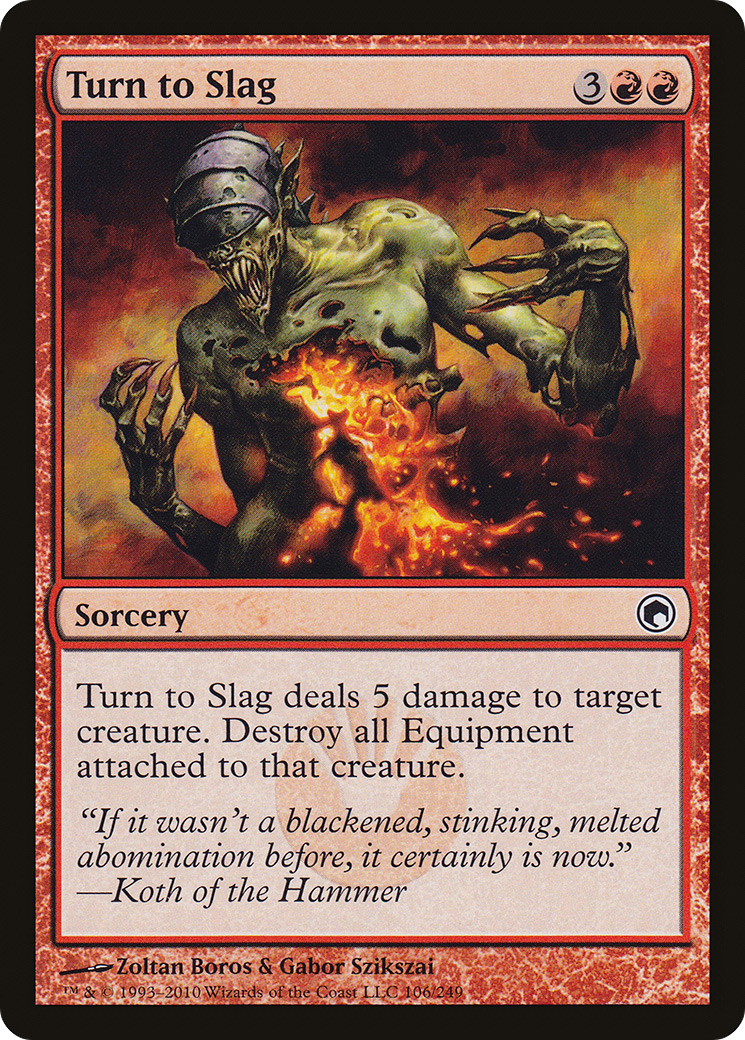 Turn to Slag 3
Sorcery
Turn to Slag deals 5 damage to target
creature. Destroy all Equipment
attached to that creature.
“If it wasn’t a blackened, stinking, melted
abomination before, it certainly is now.”
—Koth of the Hammer
Zoltan Boros & Gabor Szikszai
™ & © 1993–2010 Wizards of the Coast LLC 106/249